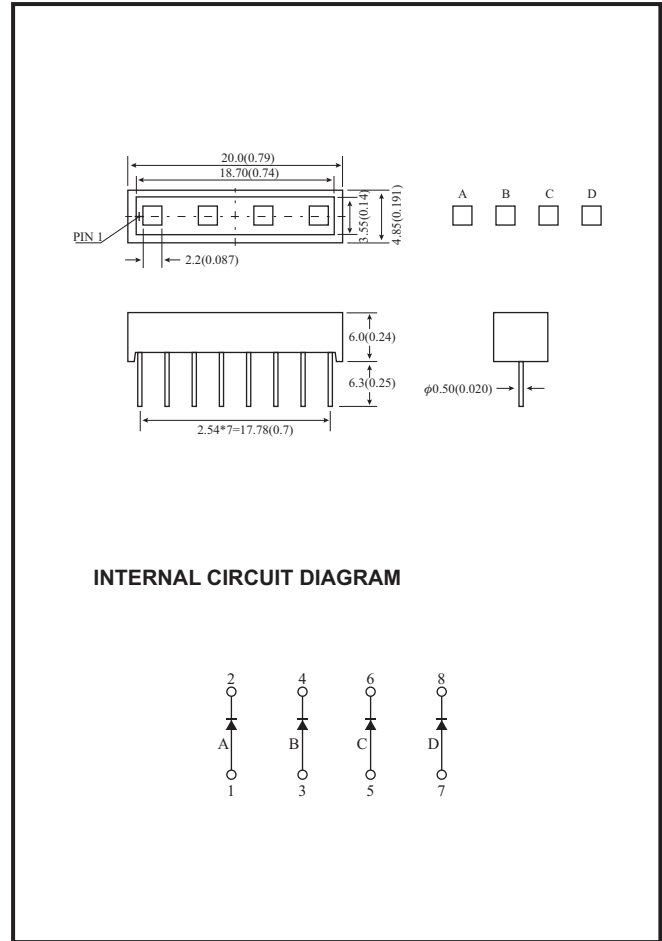 20.0(0.79)
18.70(0.74)
3.55(0.14)
4.85(0.191)
A B C D
PIN 1
2.2(0.087)
6.0(0.24)
6.3(0.25)
ϕ0.50(0.020)
2.54*7=17.78(0.7)
INTERNAL CIRCUIT DIAGRAM
2 4 6 8
A B C D
1 3 5 7